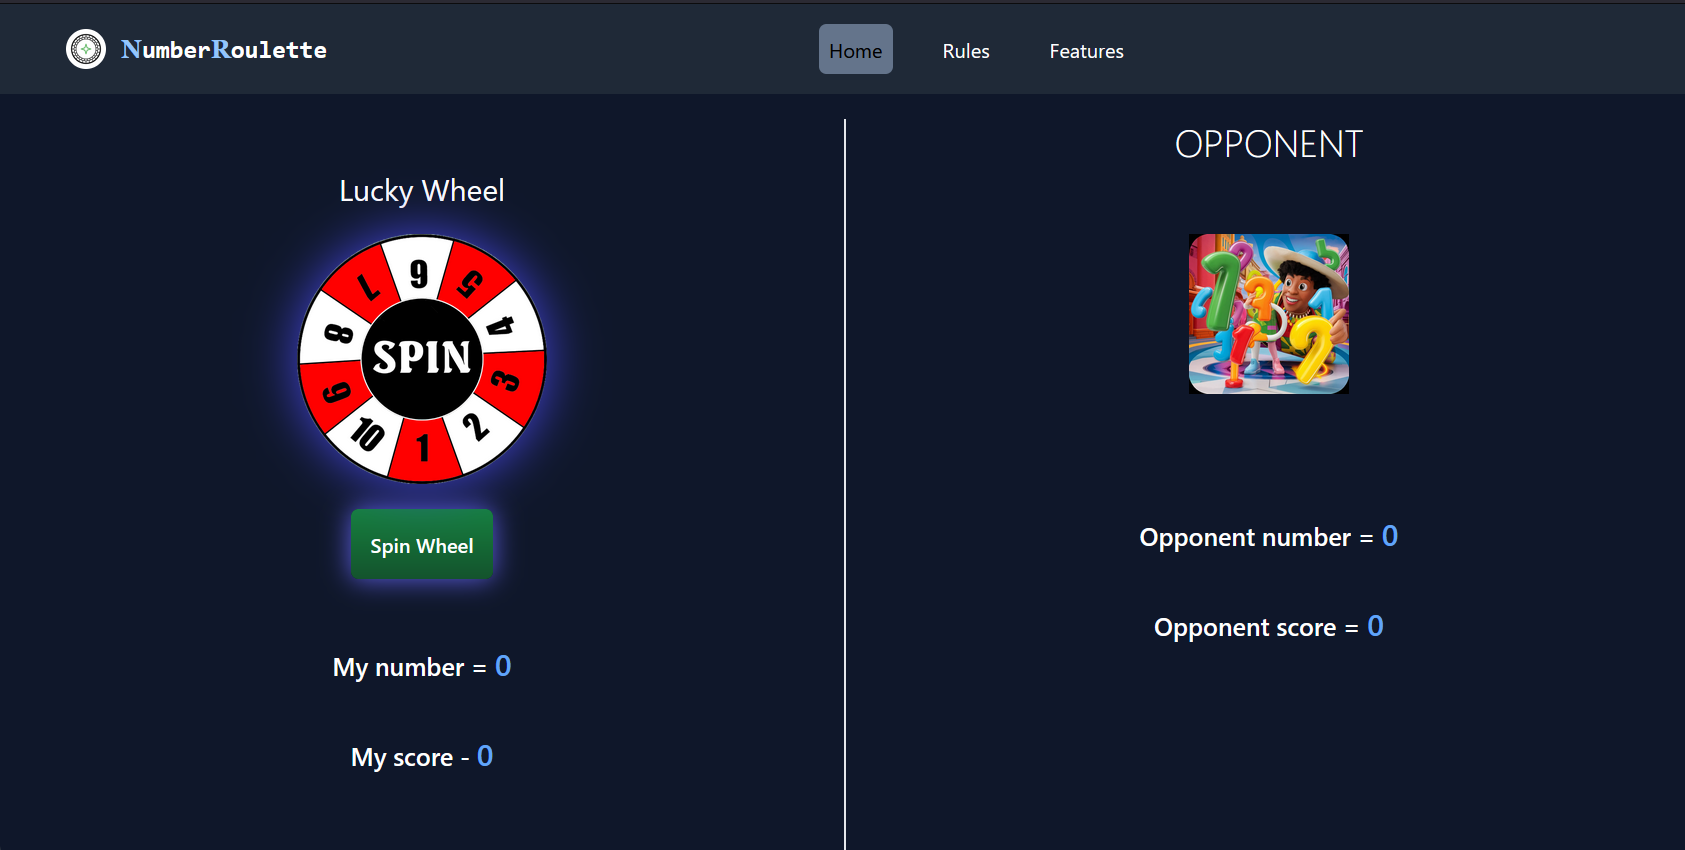 NumberRoulette
Home
Rules
Features
Lucky Wheel
6
5
4
3
2
1
10
9
8
7
SPIN
Spin Wheel
My number = 0
My score - 0
OPPONENT
Opponent number = 0
Opponent score = 0